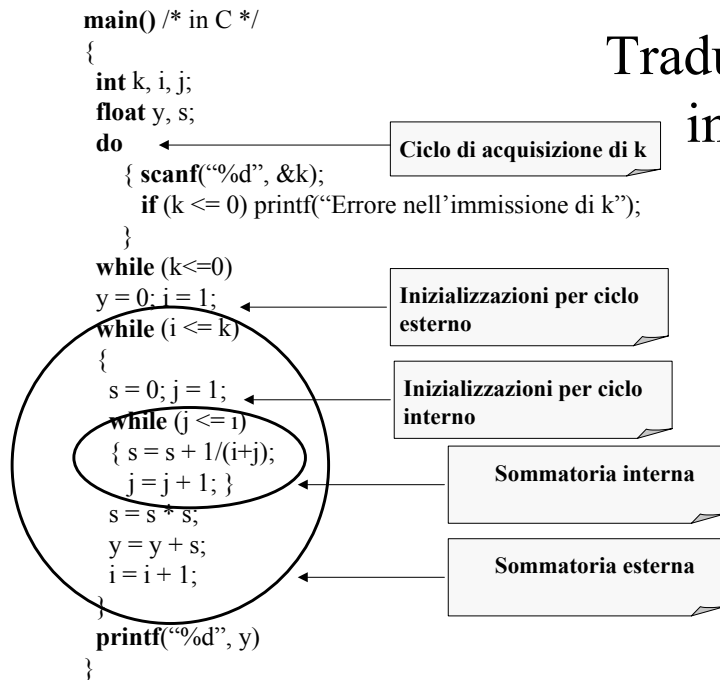 main() /* in C */
{
int k, i, j;
float y, s;
do
{ scanf(“%d”, &k);
if (k <= 0) printf(“Errore nell’immissione di k”);
}
while (k<=0)
y = 0; i = 1;
while (i <= k)
{
s = 0; j = 1;
while (j <= i)
{ s = s + 1/(i+j);
j = j + 1; }
s = s * s;
y = y + s;
i = i + 1;
}
printf(“%d”, y)
}
Ciclo di acquisizione di k
Inizializzazioni per ciclo
esterno
Inizializzazioni per ciclo
interno
Sommatoria interna
Sommatoria esterna